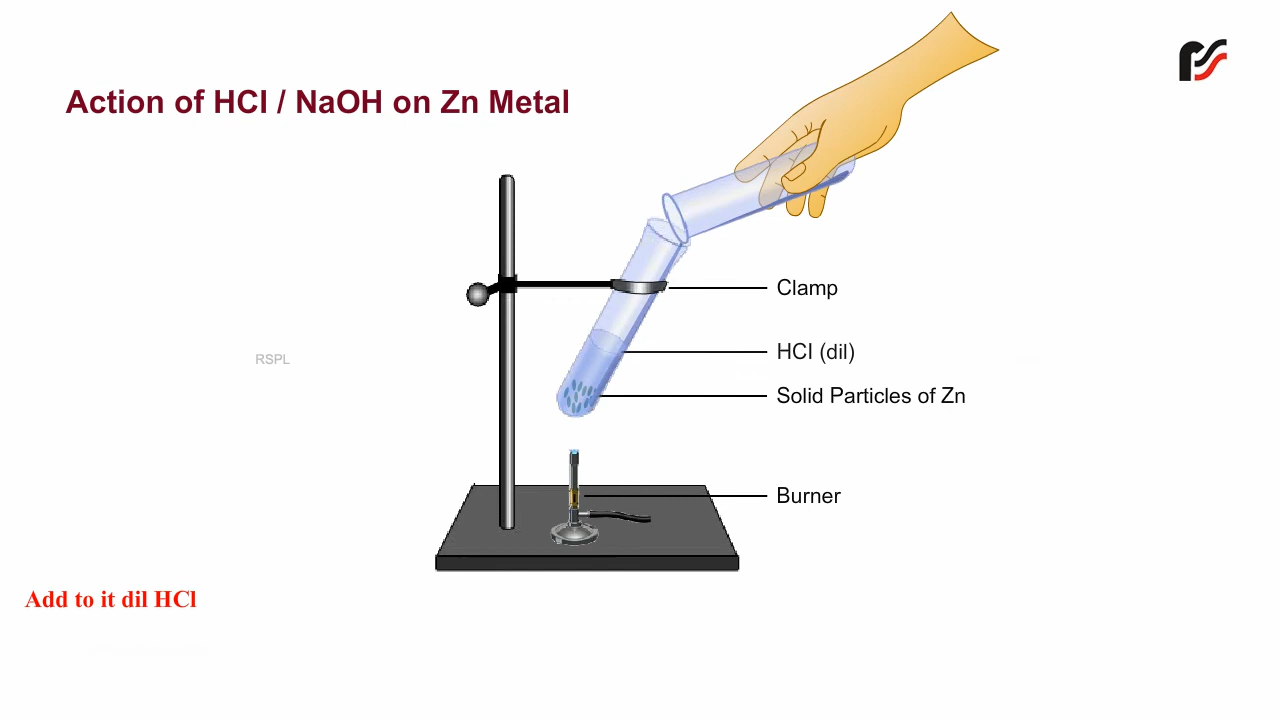 Action of HCl / NaOH on Zn Metal
Clamp
HCl (dil)
RSPL
Solid Particles of Zn
Burner
Add to it dil HCl